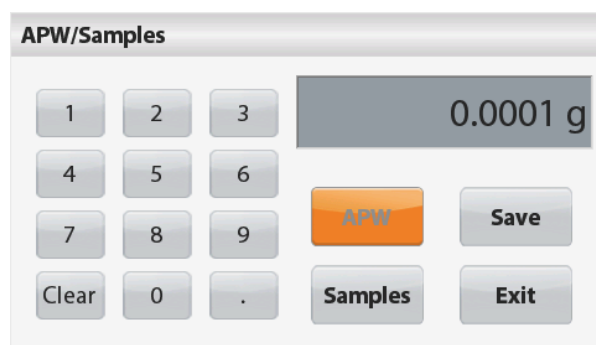 APW/Samples
0.0001 g
1 2 3
4 5 6
7 8 9
Clear 0 .
APW Save
Samples Exit